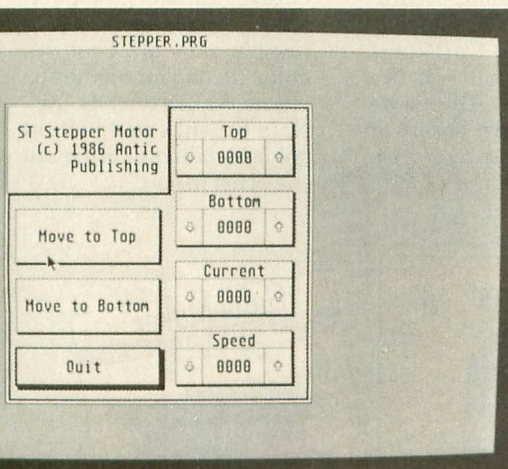 STEPPER.PRG
ST Stepper Motor
(c) 1986 Antic
Publishing
Top
0000
Bottom
0000
Move to Top
Current
0000
Move to Bottom
Speed
0000
Quit